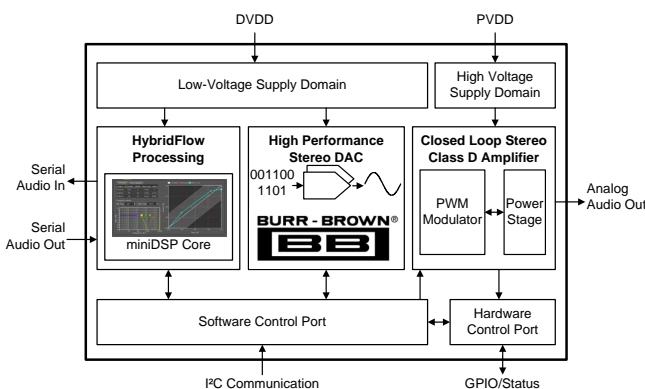 DVDD
PVDD
Low-Voltage Supply Domain
High Voltage
Supply Domain
HybridFlow
Processing
High Performance
Stereo DAC
Closed Loop Stereo
Class D Amplifier
Serial
Audio In
Serial
Audio Out
miniDSP Core
001100
1101
BURR - BROWN®
BB
PWM
Modulator
Power
Stage
Analog
Audio Out
Software Control Port
Hardware
Control Port
I²C Communication
GPIO/Status